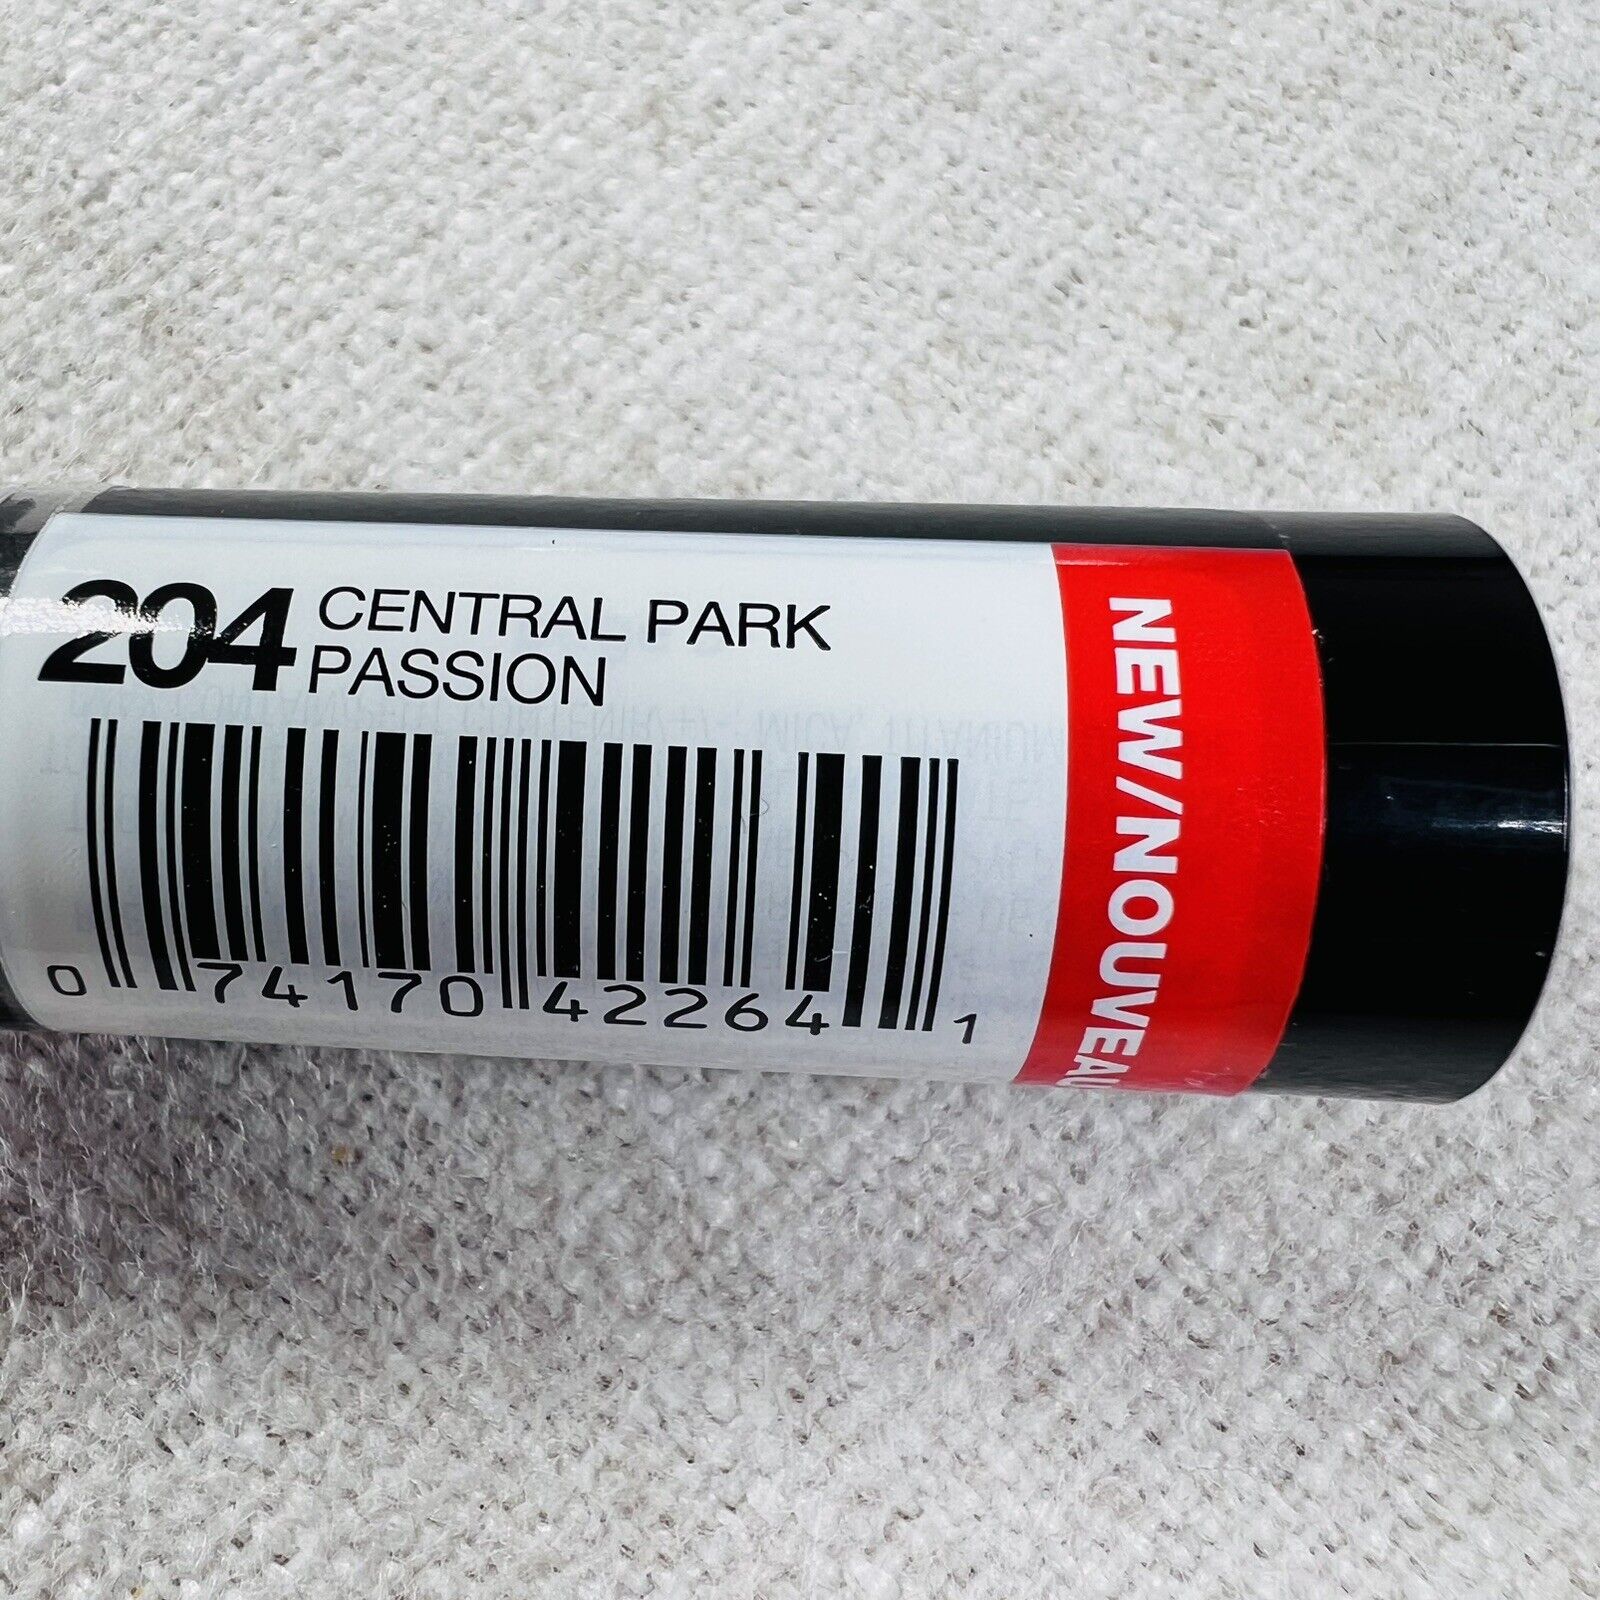 204 CENTRAL PARK
PASSION
0 74170 42264 1
NEW/NOUVEAU